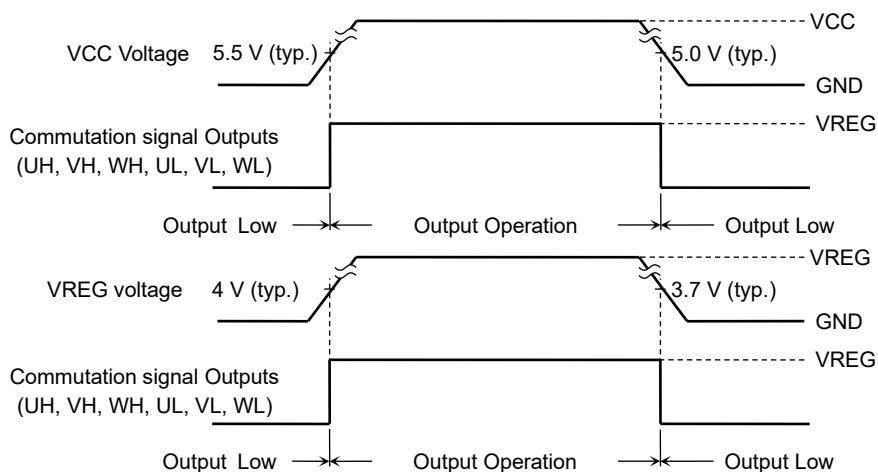 VCC
VCC Voltage 5.5 V (typ.) 5.0 V (typ.)
GND
VREG
Commutation signal Outputs
(UH, VH, WH, UL, VL, WL)
Output Low Output Operation Output Low
VREG
VREG voltage 4 V (typ.) 3.7 V (typ.)
GND
VREG
Commutation signal Outputs
(UH, VH, WH, UL, VL, WL)
Output Low Output Operation Output Low